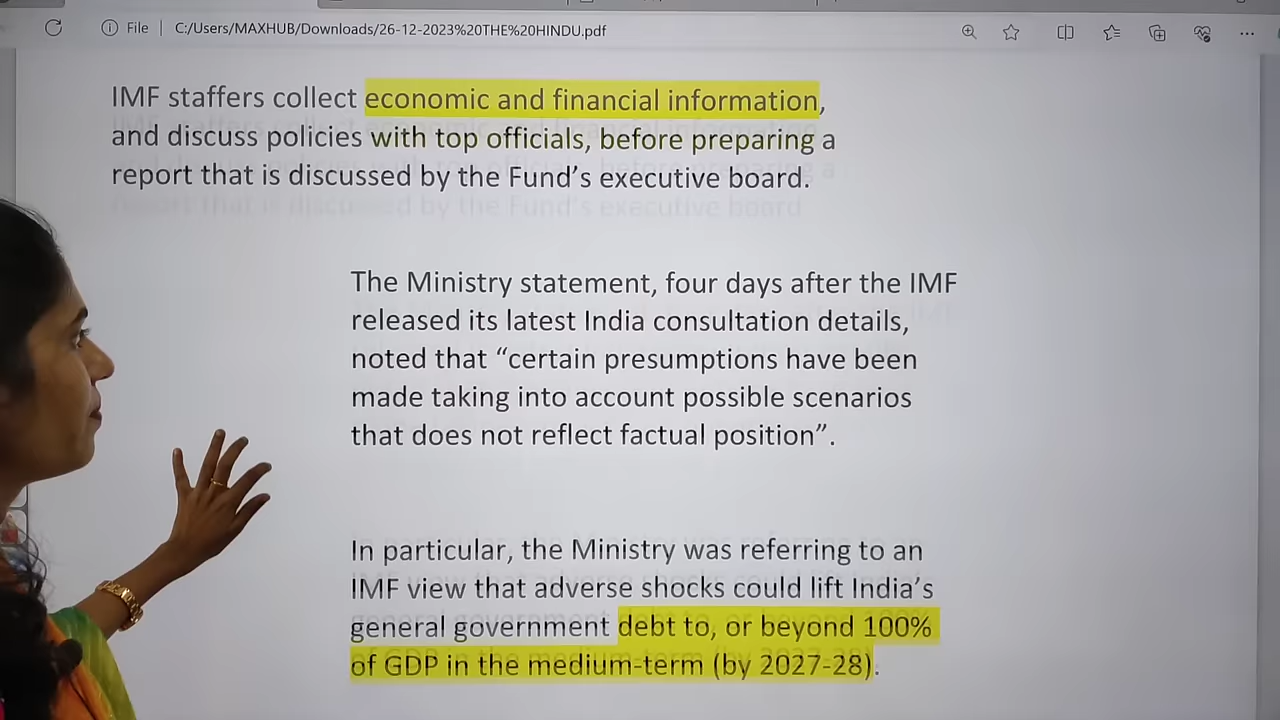 File
C:/Users/MAXHUB/Downloads/26-12-2023%20THE%20HINDU.pdf
IMF staffers collect economic and financial information,
and discuss policies with top officials, before preparing a
report that is discussed by the Fund’s executive board.
The Ministry statement, four days after the IMF
released its latest India consultation details,
noted that “certain presumptions have been
made taking into account possible scenarios
that does not reflect factual position”.
In particular, the Ministry was referring to an
IMF view that adverse shocks could lift India’s
general government debt to, or beyond 100%
of GDP in the medium-term (by 2027-28).